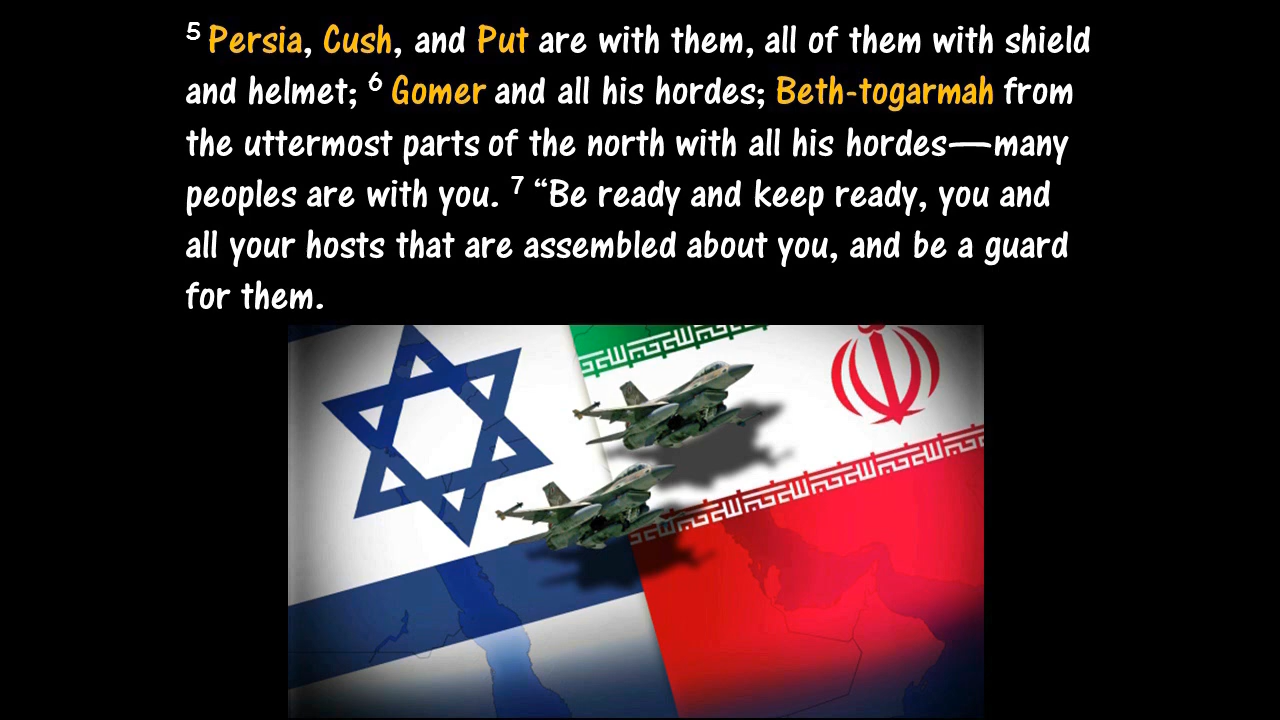 ⁵ Persia, Cush, and Put are with them, all of them with shield
and helmet; ⁶ Gomer and all his hordes; Beth-togarmah from
the uttermost parts of the north with all his hordes—many
peoples are with you. ⁷ “Be ready and keep ready, you and
all your hosts that are assembled about you, and be a guard
for them.